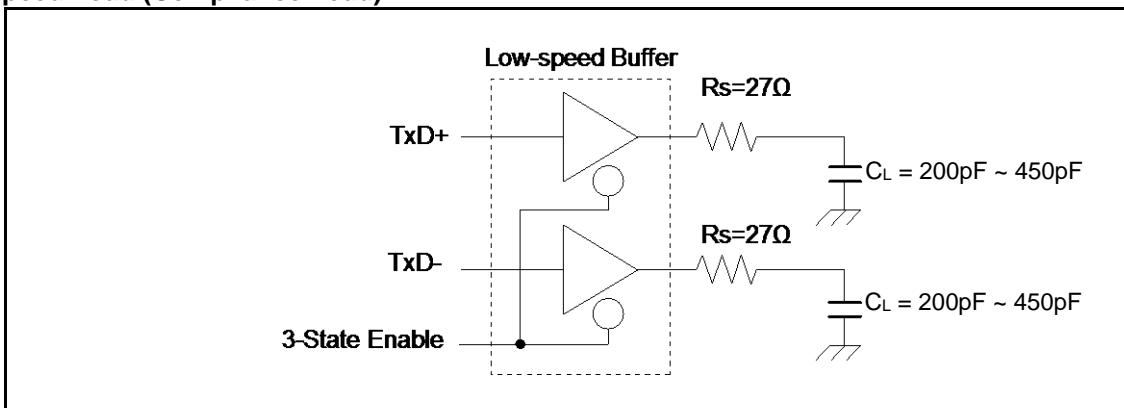 Low-speed Buffer
Rs=27Ω
TxD+
CL = 200pF ~ 450pF
Rs=27Ω
TxD-
CL = 200pF ~ 450pF
3-State Enable